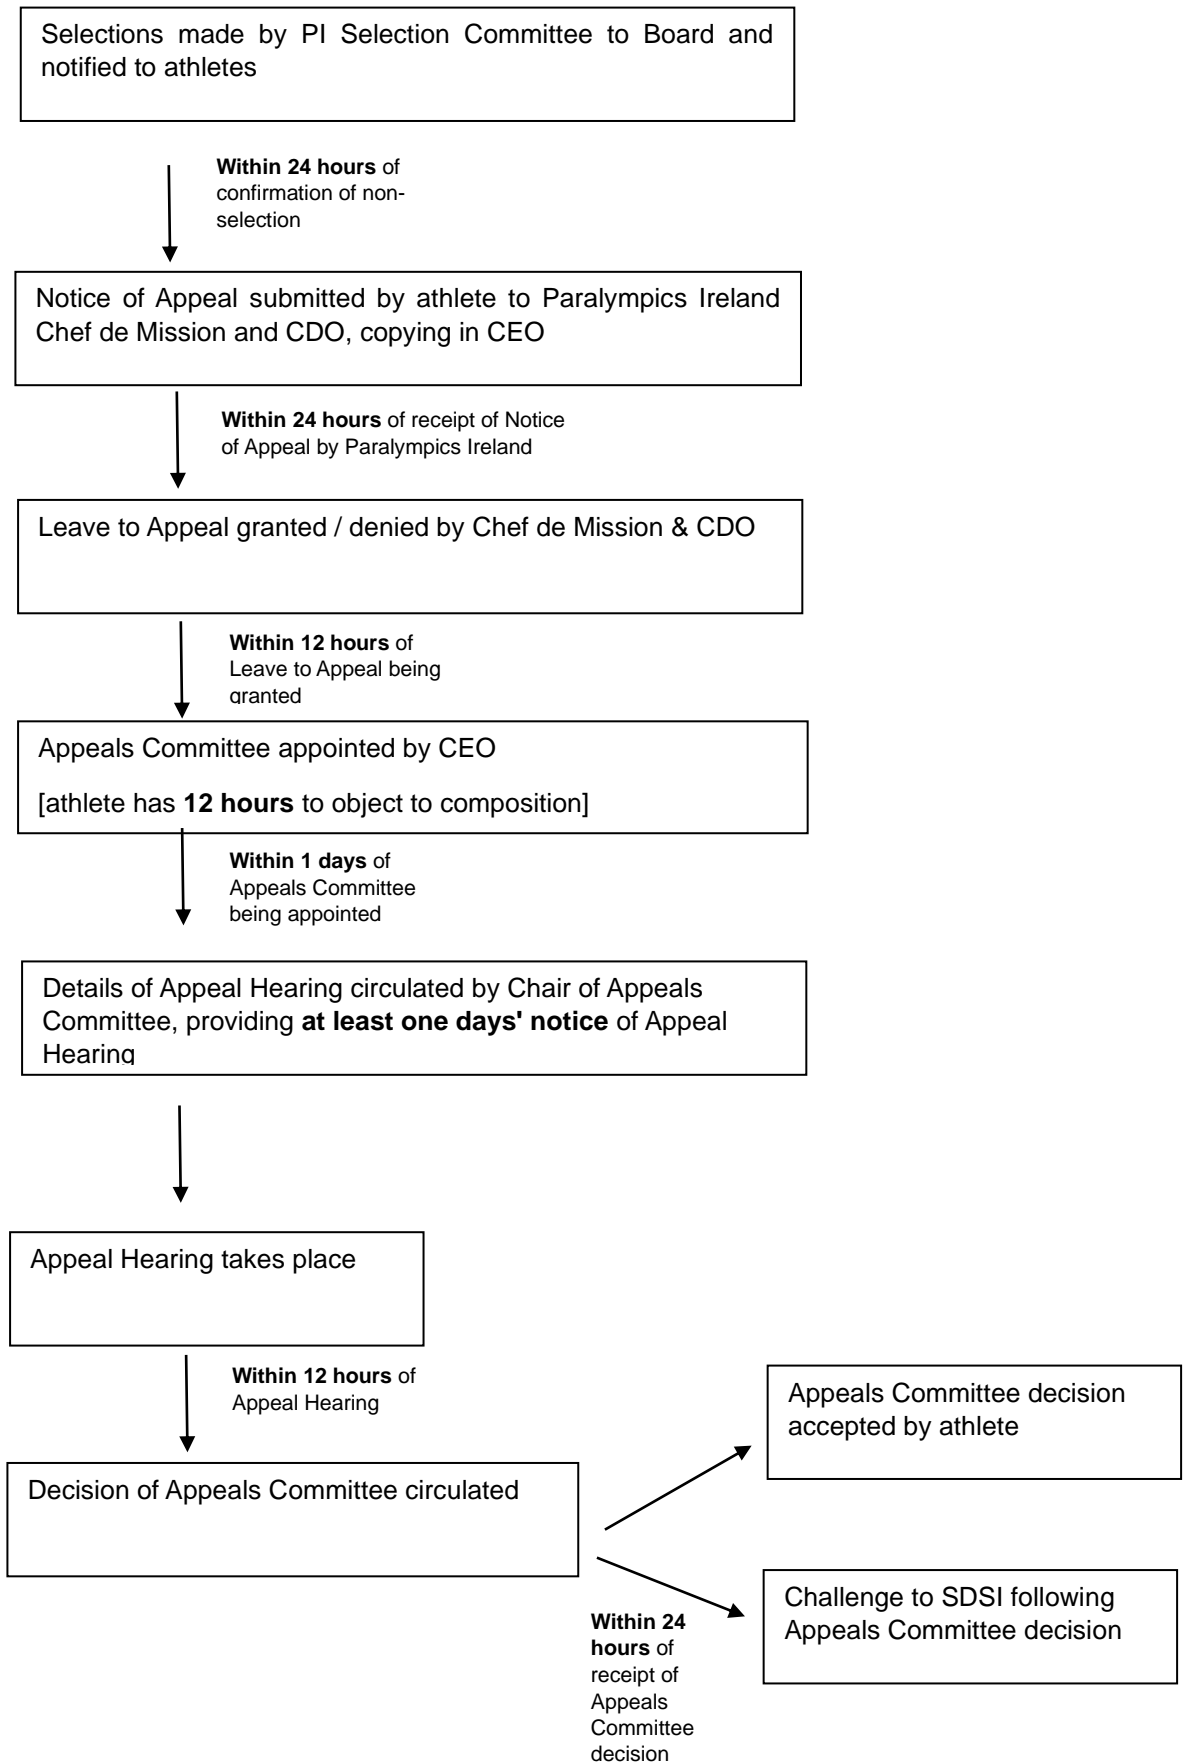 Selections made by PI Selection Committee to Board and
notified to athletes
Within 24 hours of
confirmation of non-
selection
Notice of Appeal submitted by athlete to Paralympics Ireland
Chef de Mission and CDO, copying in CEO
Within 24 hours of receipt of Notice
of Appeal by Paralympics Ireland
Leave to Appeal granted / denied by Chef de Mission & CDO
Within 12 hours of
Leave to Appeal being
granted
Appeals Committee appointed by CEO
[athlete has 12 hours to object to composition]
Within 1 days of
Appeals Committee
being appointed
Details of Appeal Hearing circulated by Chair of Appeals
Committee, providing at least one days' notice of Appeal
Hearing
Appeal Hearing takes place
Within 12 hours of
Appeal Hearing
Decision of Appeals Committee circulated
Appeals Committee decision
accepted by athlete
Challenge to SDSI following
Appeals Committee decision
Within 24
hours of
receipt of
Appeals
Committee
decision